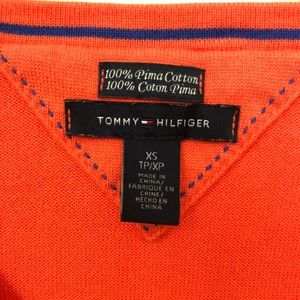 100% Pima Cotton
100% Coton Pima
TOMMY HILFIGER
XS
TP/XP
MADE IN
CHINA/
FABRIQUE EN
CHINE/
HECHO EN
CHINA